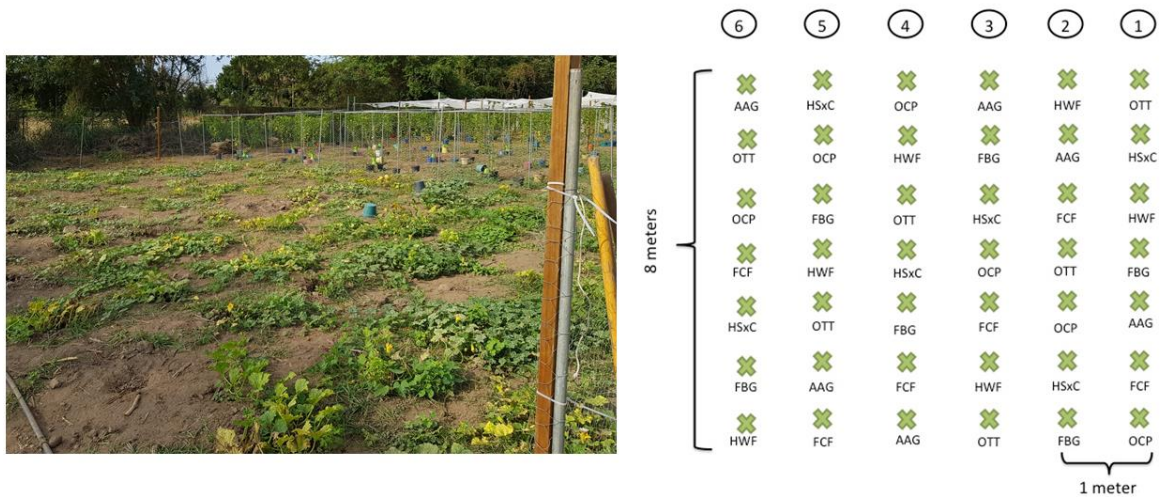 6 5 4 3 2 1
AAG HSxC OCP AAG HWF OTT
OTT OCP HWF FBG AAG HSxC
OCP FBG OTT HSxC FCF HWF
8 meters
FCF HWF HSxC OCP OTT FBG
HSxC OTT FBG FCF OCP AAG
FBG AAG FCF HWF HSxC FCF
HWF FCF AAG OTT FBG OCP
1 meter